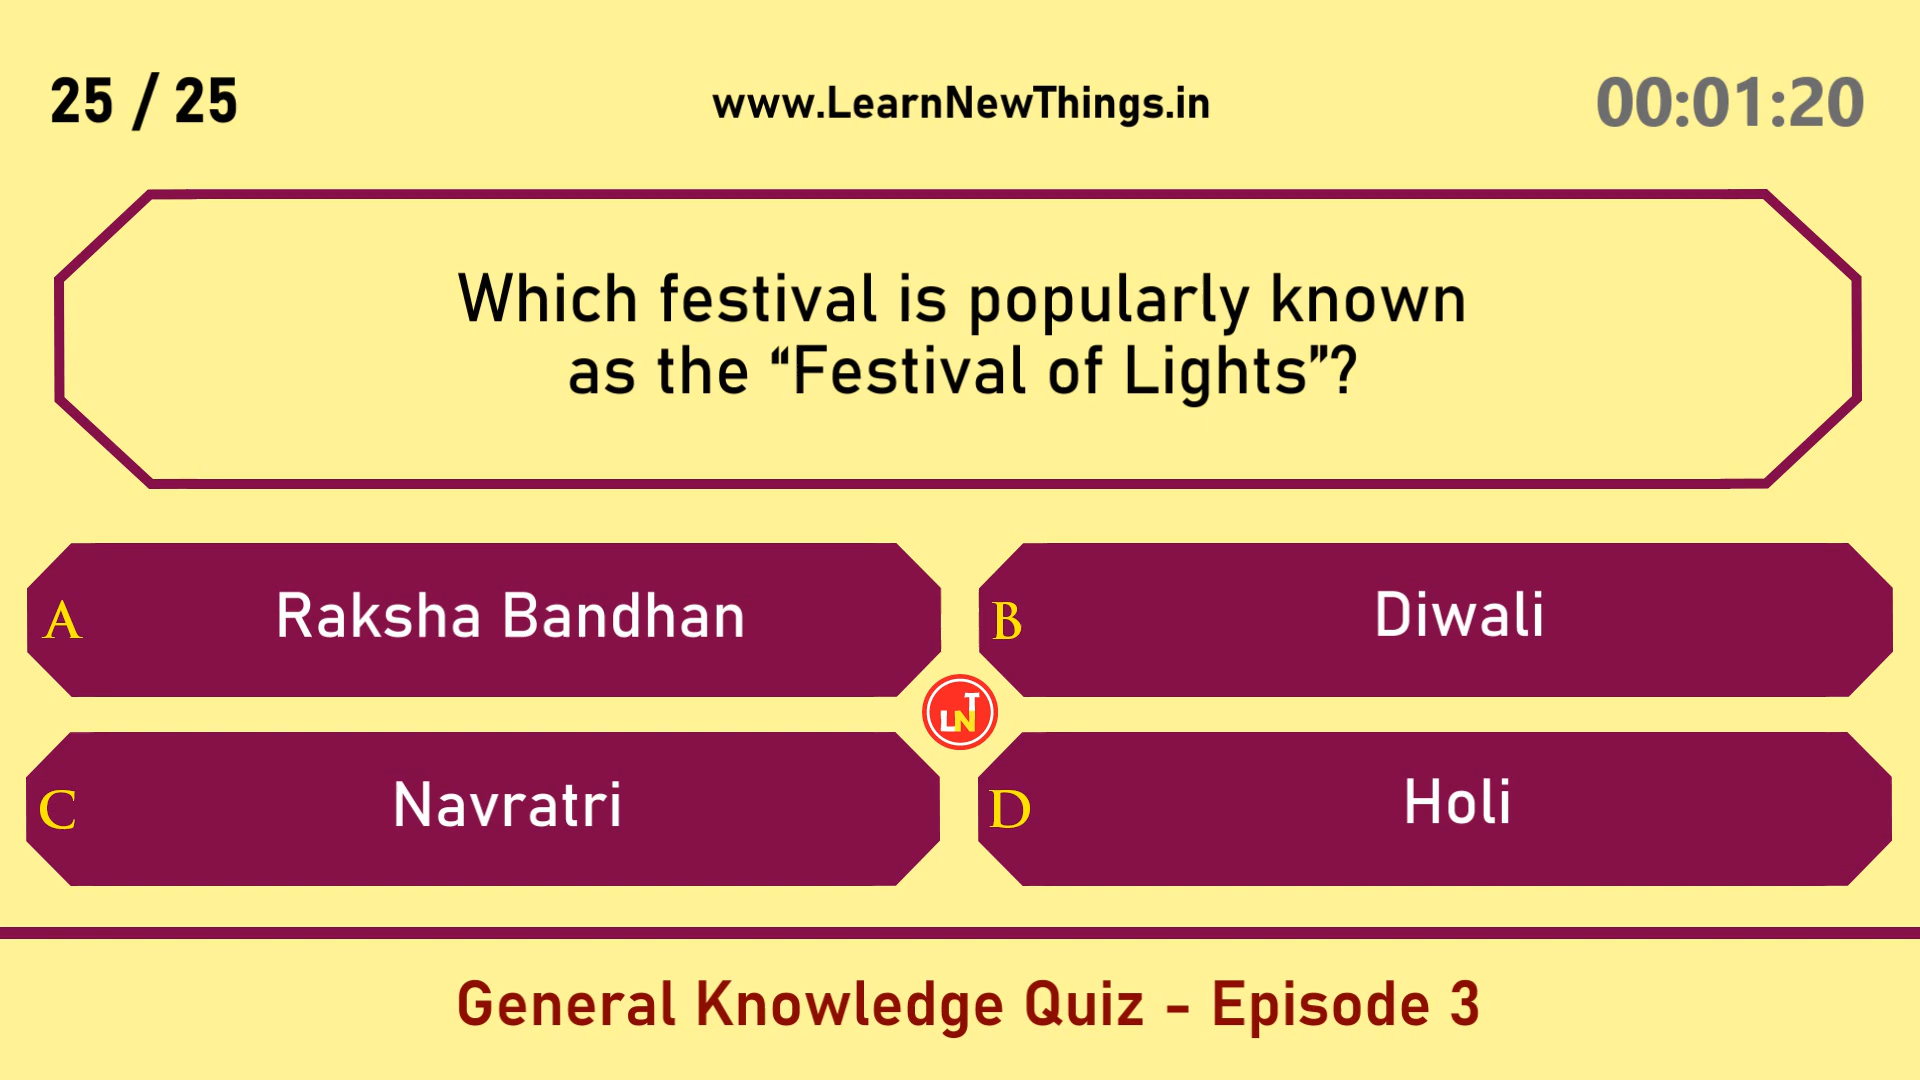 25 / 25
www.LearnNewThings.in
00:01:20
Which festival is popularly known
as the “Festival of Lights”?
A Raksha Bandhan
B Diwali
LNT
C Navratri
D Holi
General Knowledge Quiz - Episode 3